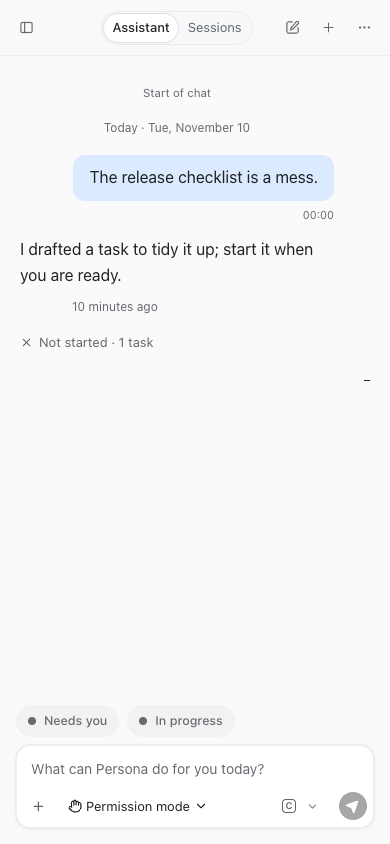 Assistant
Sessions
Start of chat
Today · Tue, November 10
The release checklist is a mess.
00:00
I drafted a task to tidy it up; start it when
you are ready.
10 minutes ago
Not started · 1 task
Needs you
In progress
What can Persona do for you today?
Permission mode
C